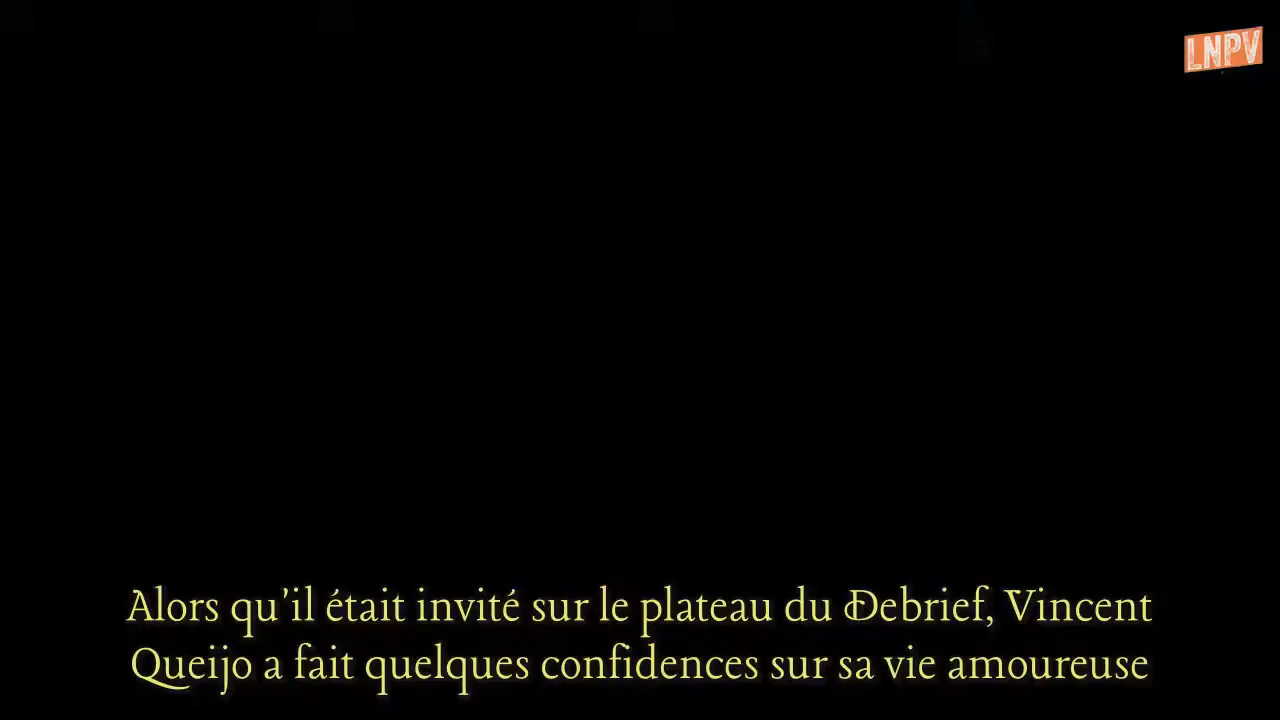 LNPV
Alors qu'il était invité sur le plateau du Debrief, Vincent
Queijo a fait quelques confidences sur sa vie amoureuse